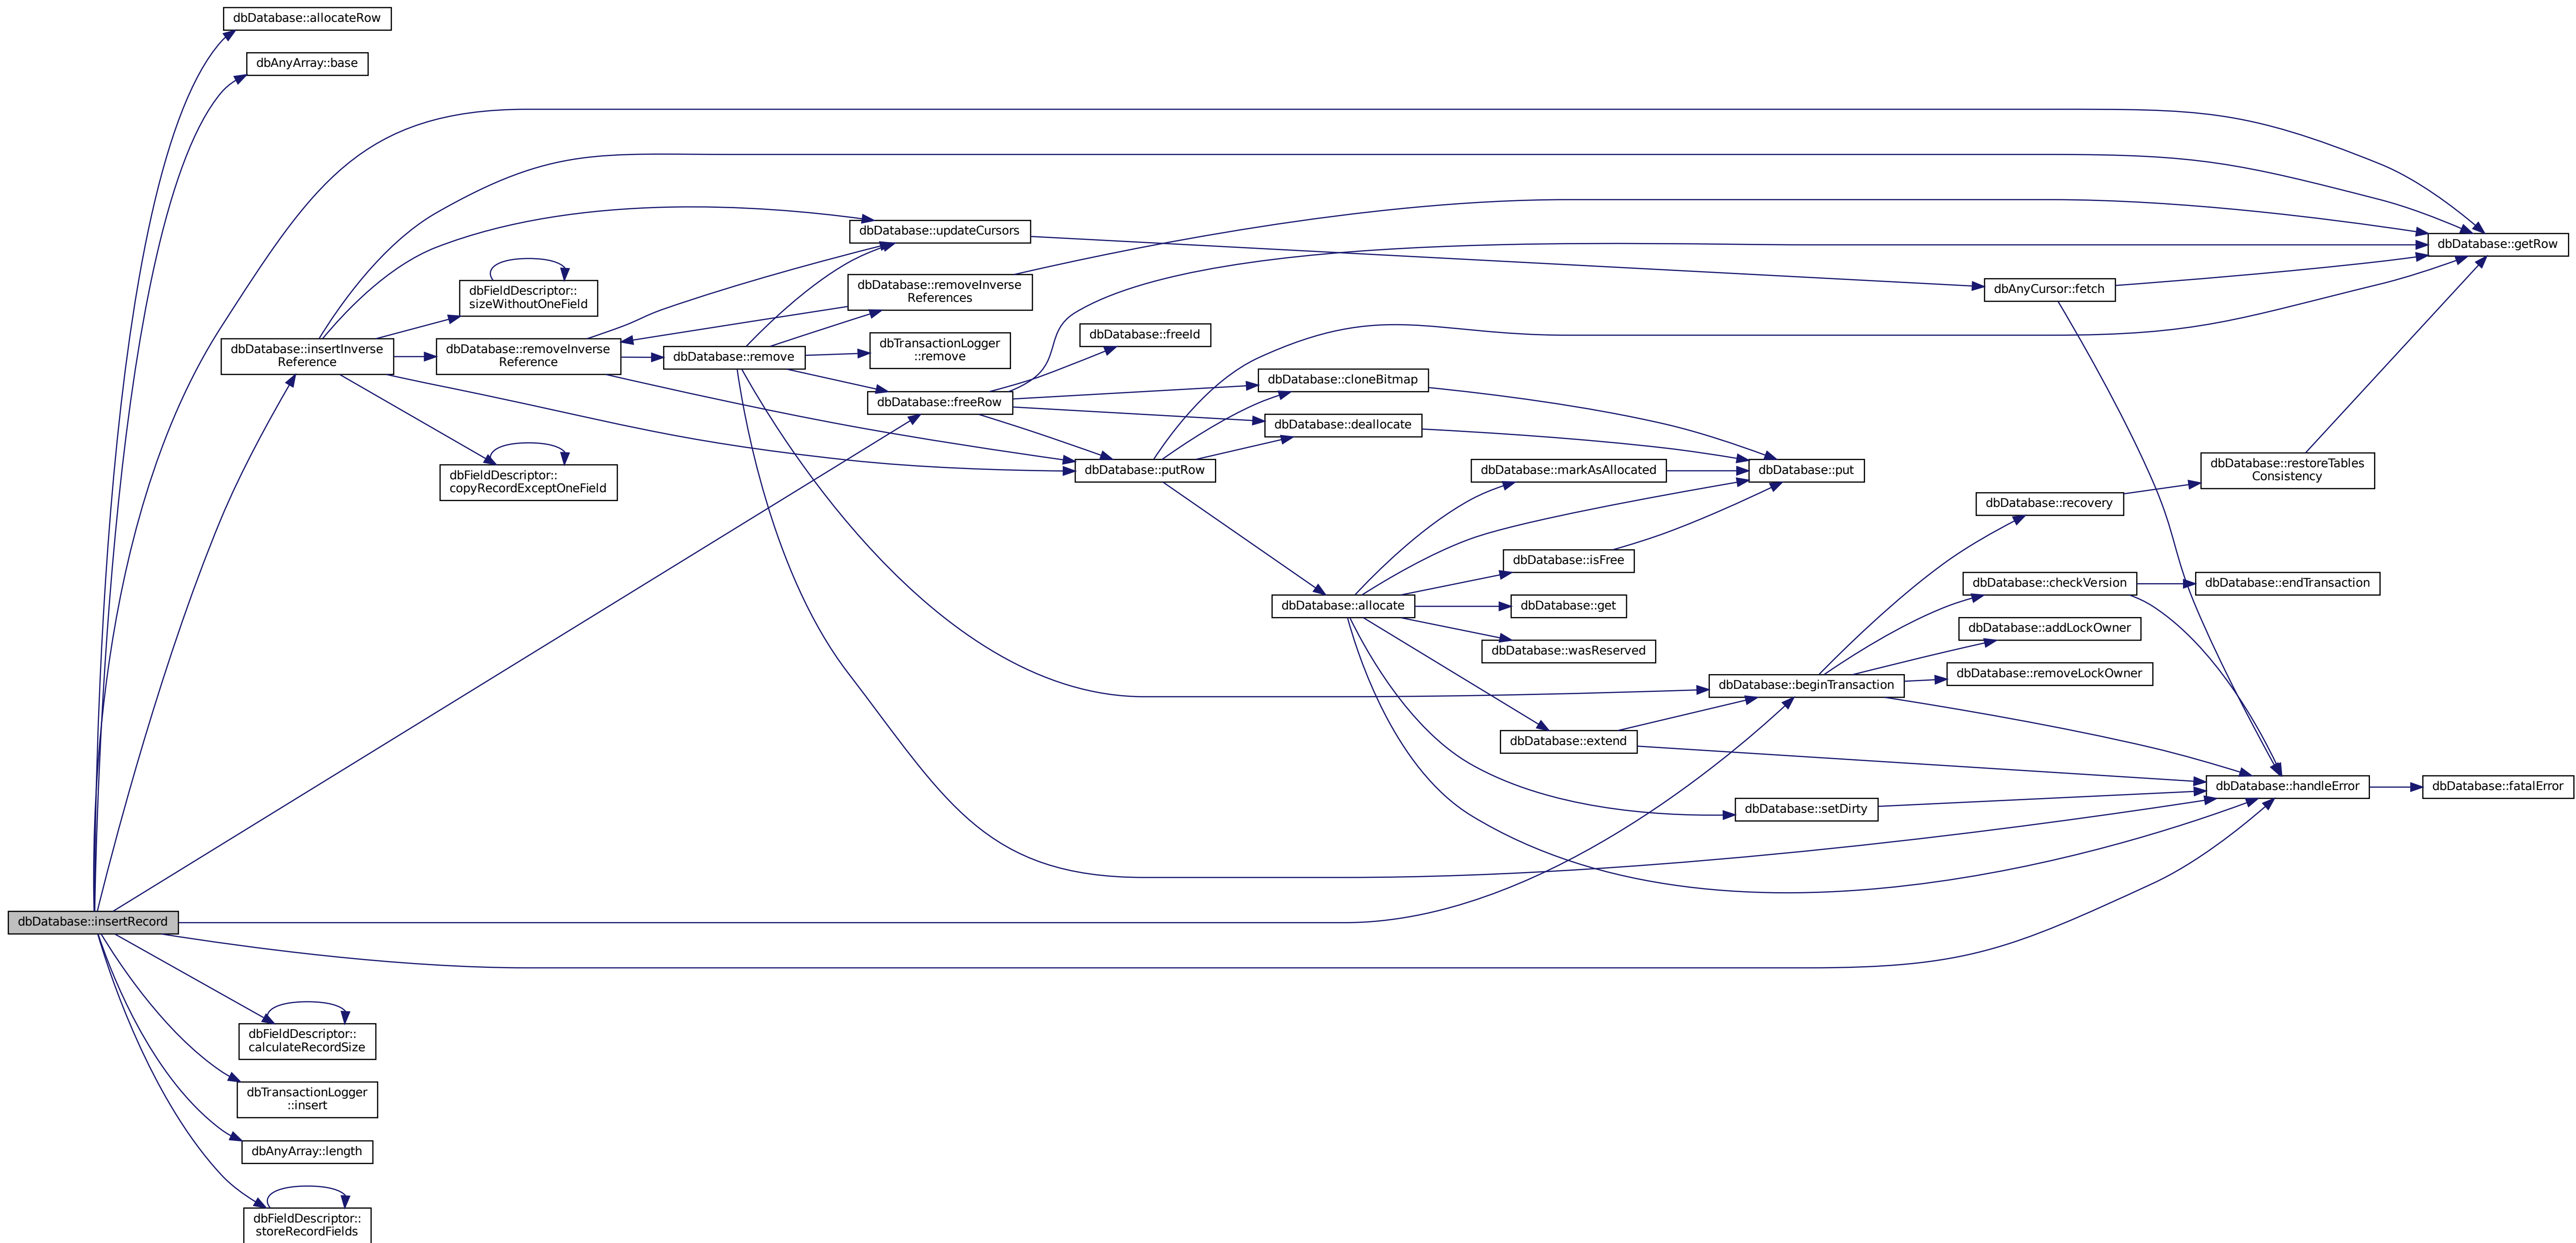 dbDatabase::allocateRow
dbAnyArray::base
dbDatabase::updateCursors
dbDatabase::getRow
dbFieldDescriptor::
sizeWithoutOneField
dbDatabase::removeInverse
References
dbAnyCursor::fetch
dbDatabase::freeId
dbDatabase::insertInverse
Reference
dbDatabase::removeInverse
Reference
dbDatabase::remove
dbTransactionLogger
::remove
dbDatabase::cloneBitmap
dbDatabase::freeRow
dbDatabase::deallocate
dbFieldDescriptor::
copyRecordExceptOneField
dbDatabase::putRow
dbDatabase::markAsAllocated
dbDatabase::put
dbDatabase::restoreTables
Consistency
dbDatabase::recovery
dbDatabase::isFree
dbDatabase::checkVersion
dbDatabase::endTransaction
dbDatabase::allocate
dbDatabase::get
dbDatabase::addLockOwner
dbDatabase::wasReserved
dbDatabase::removeLockOwner
dbDatabase::beginTransaction
dbDatabase::extend
dbDatabase::handleError
dbDatabase::fatalError
dbDatabase::setDirty
dbDatabase::insertRecord
dbFieldDescriptor::
calculateRecordSize
dbTransactionLogger
::insert
dbAnyArray::length
dbFieldDescriptor::
storeRecordFields